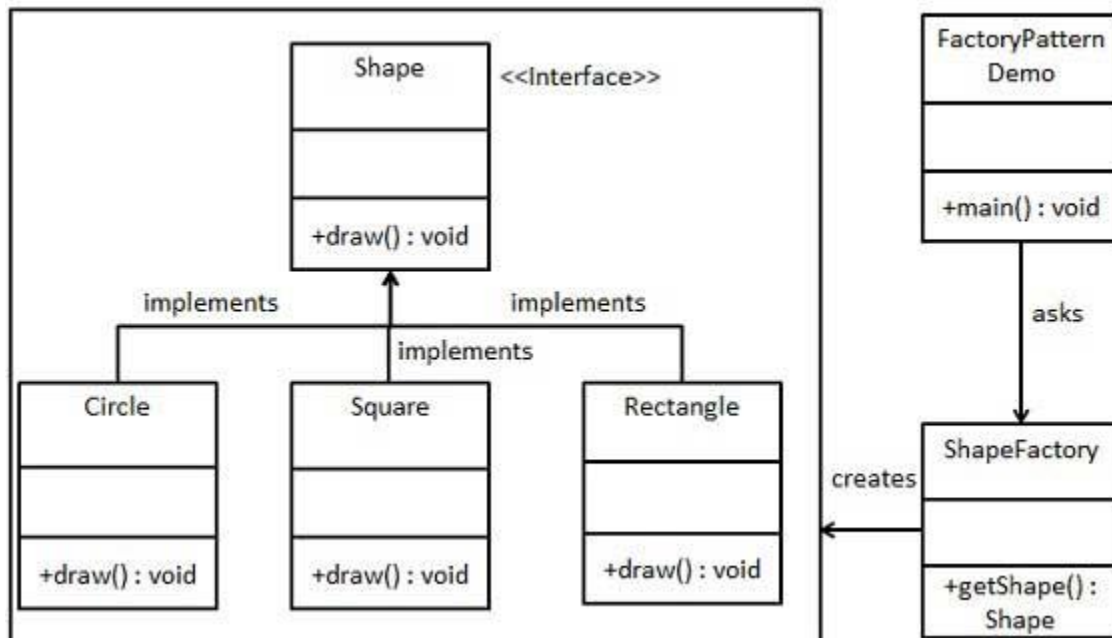 Shape
<<Interface>>
+draw() : void
implements
implements
implements
Circle
+draw() : void
Square
+draw() : void
Rectangle
+draw() : void
FactoryPattern
Demo
+main() : void
asks
ShapeFactory
+getShape() :
Shape
creates